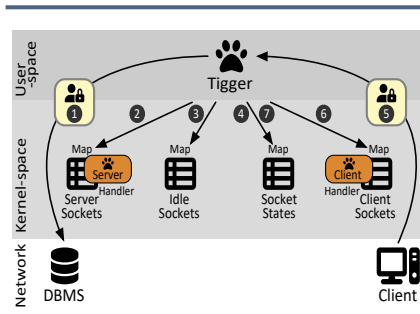 User
-space
Tigger
1
2
3
4
7
6
5
Kernel-space
Map
Map
Map
Map
Server
Client
Handler
Handler
Server
Sockets
Idle
Sockets
Socket
States
Client
Sockets
Network
DBMS
Client